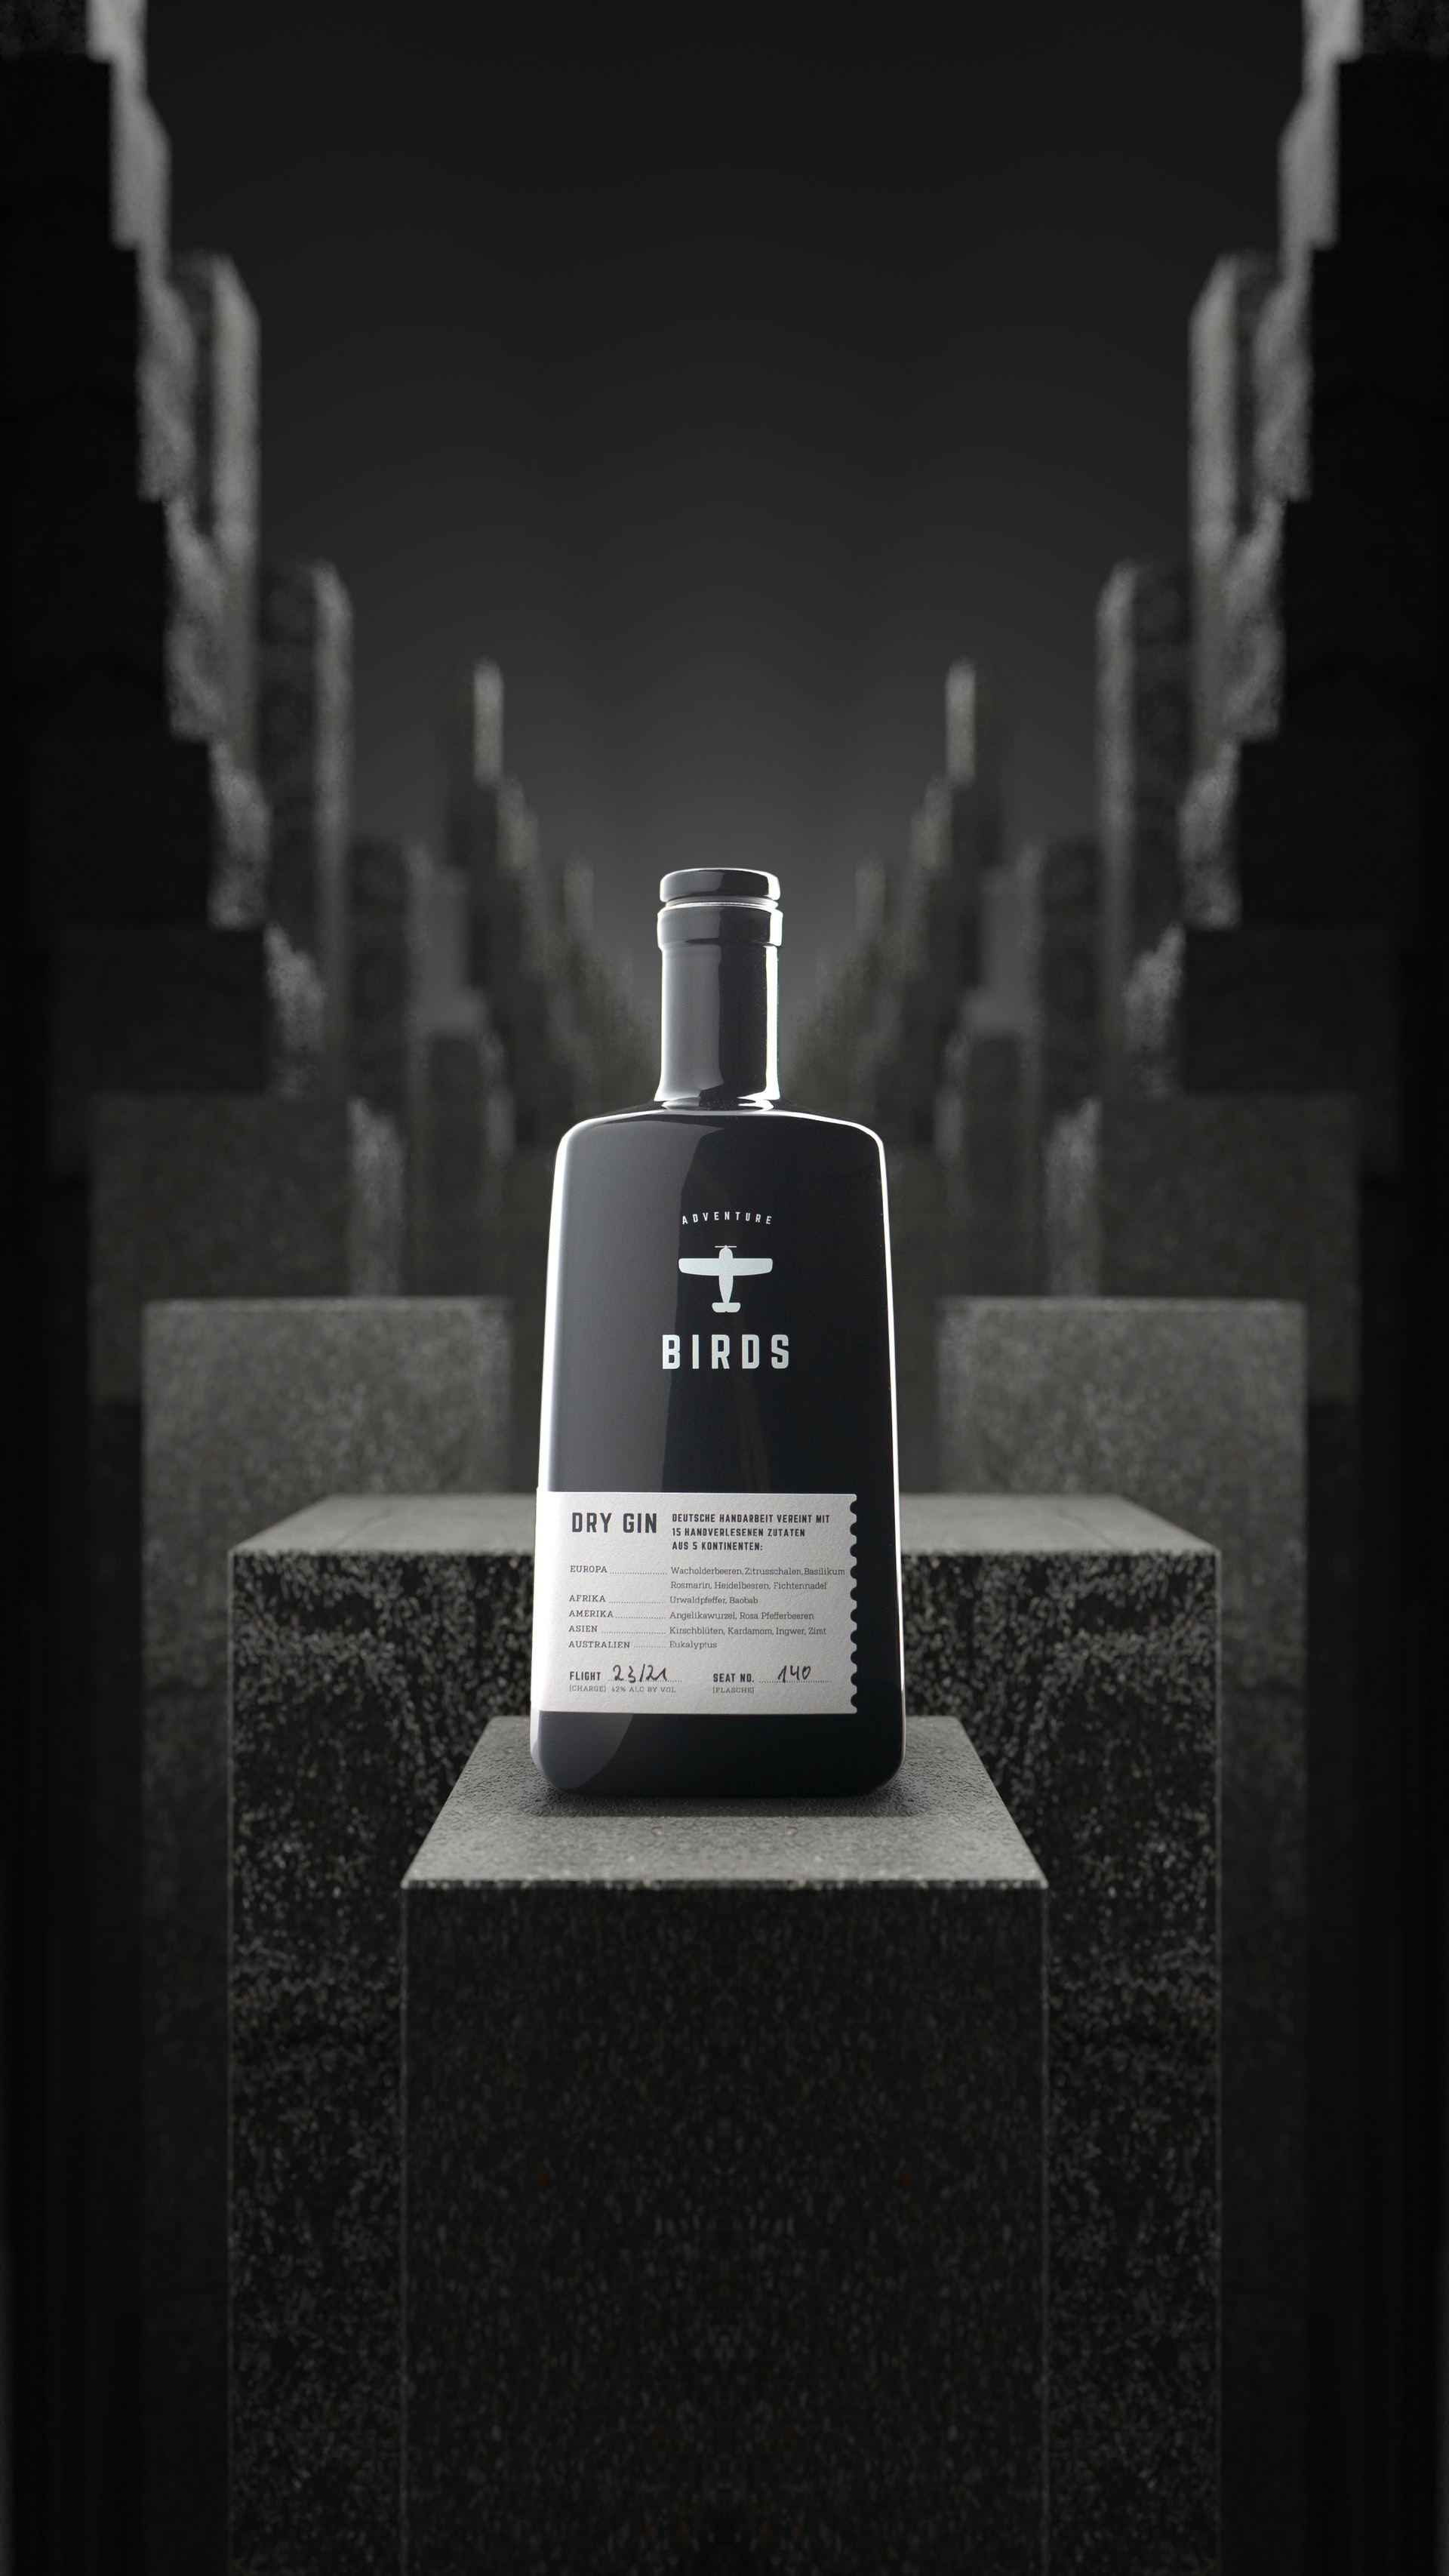 ADVENTURE
BIRDS
DRY GIN
DEUTSCHE HANDARBEIT VEREINT MIT
15 HANDVERLESENEN ZUTATEN
AUS 5 KONTINENTEN:
EUROPA ........ Wacholderbeeren, Zitrusschalen, Basilikum
Rosmarin, Heidelbeeren, Fichtennadel
AFRIKA ........ Urwaldpfeffer, Baobab
AMERIKA ........ Angelikawurzel, Rosa Pfefferbeeren
ASIEN ........ Kirschblüten, Kardamom, Ingwer, Zimt
AUSTRALIEN ........ Eukalyptus
FLIGHT 23/21 SEAT NO. 140
[CHARGE] 42% ALC BY VOL [FLASCHE]